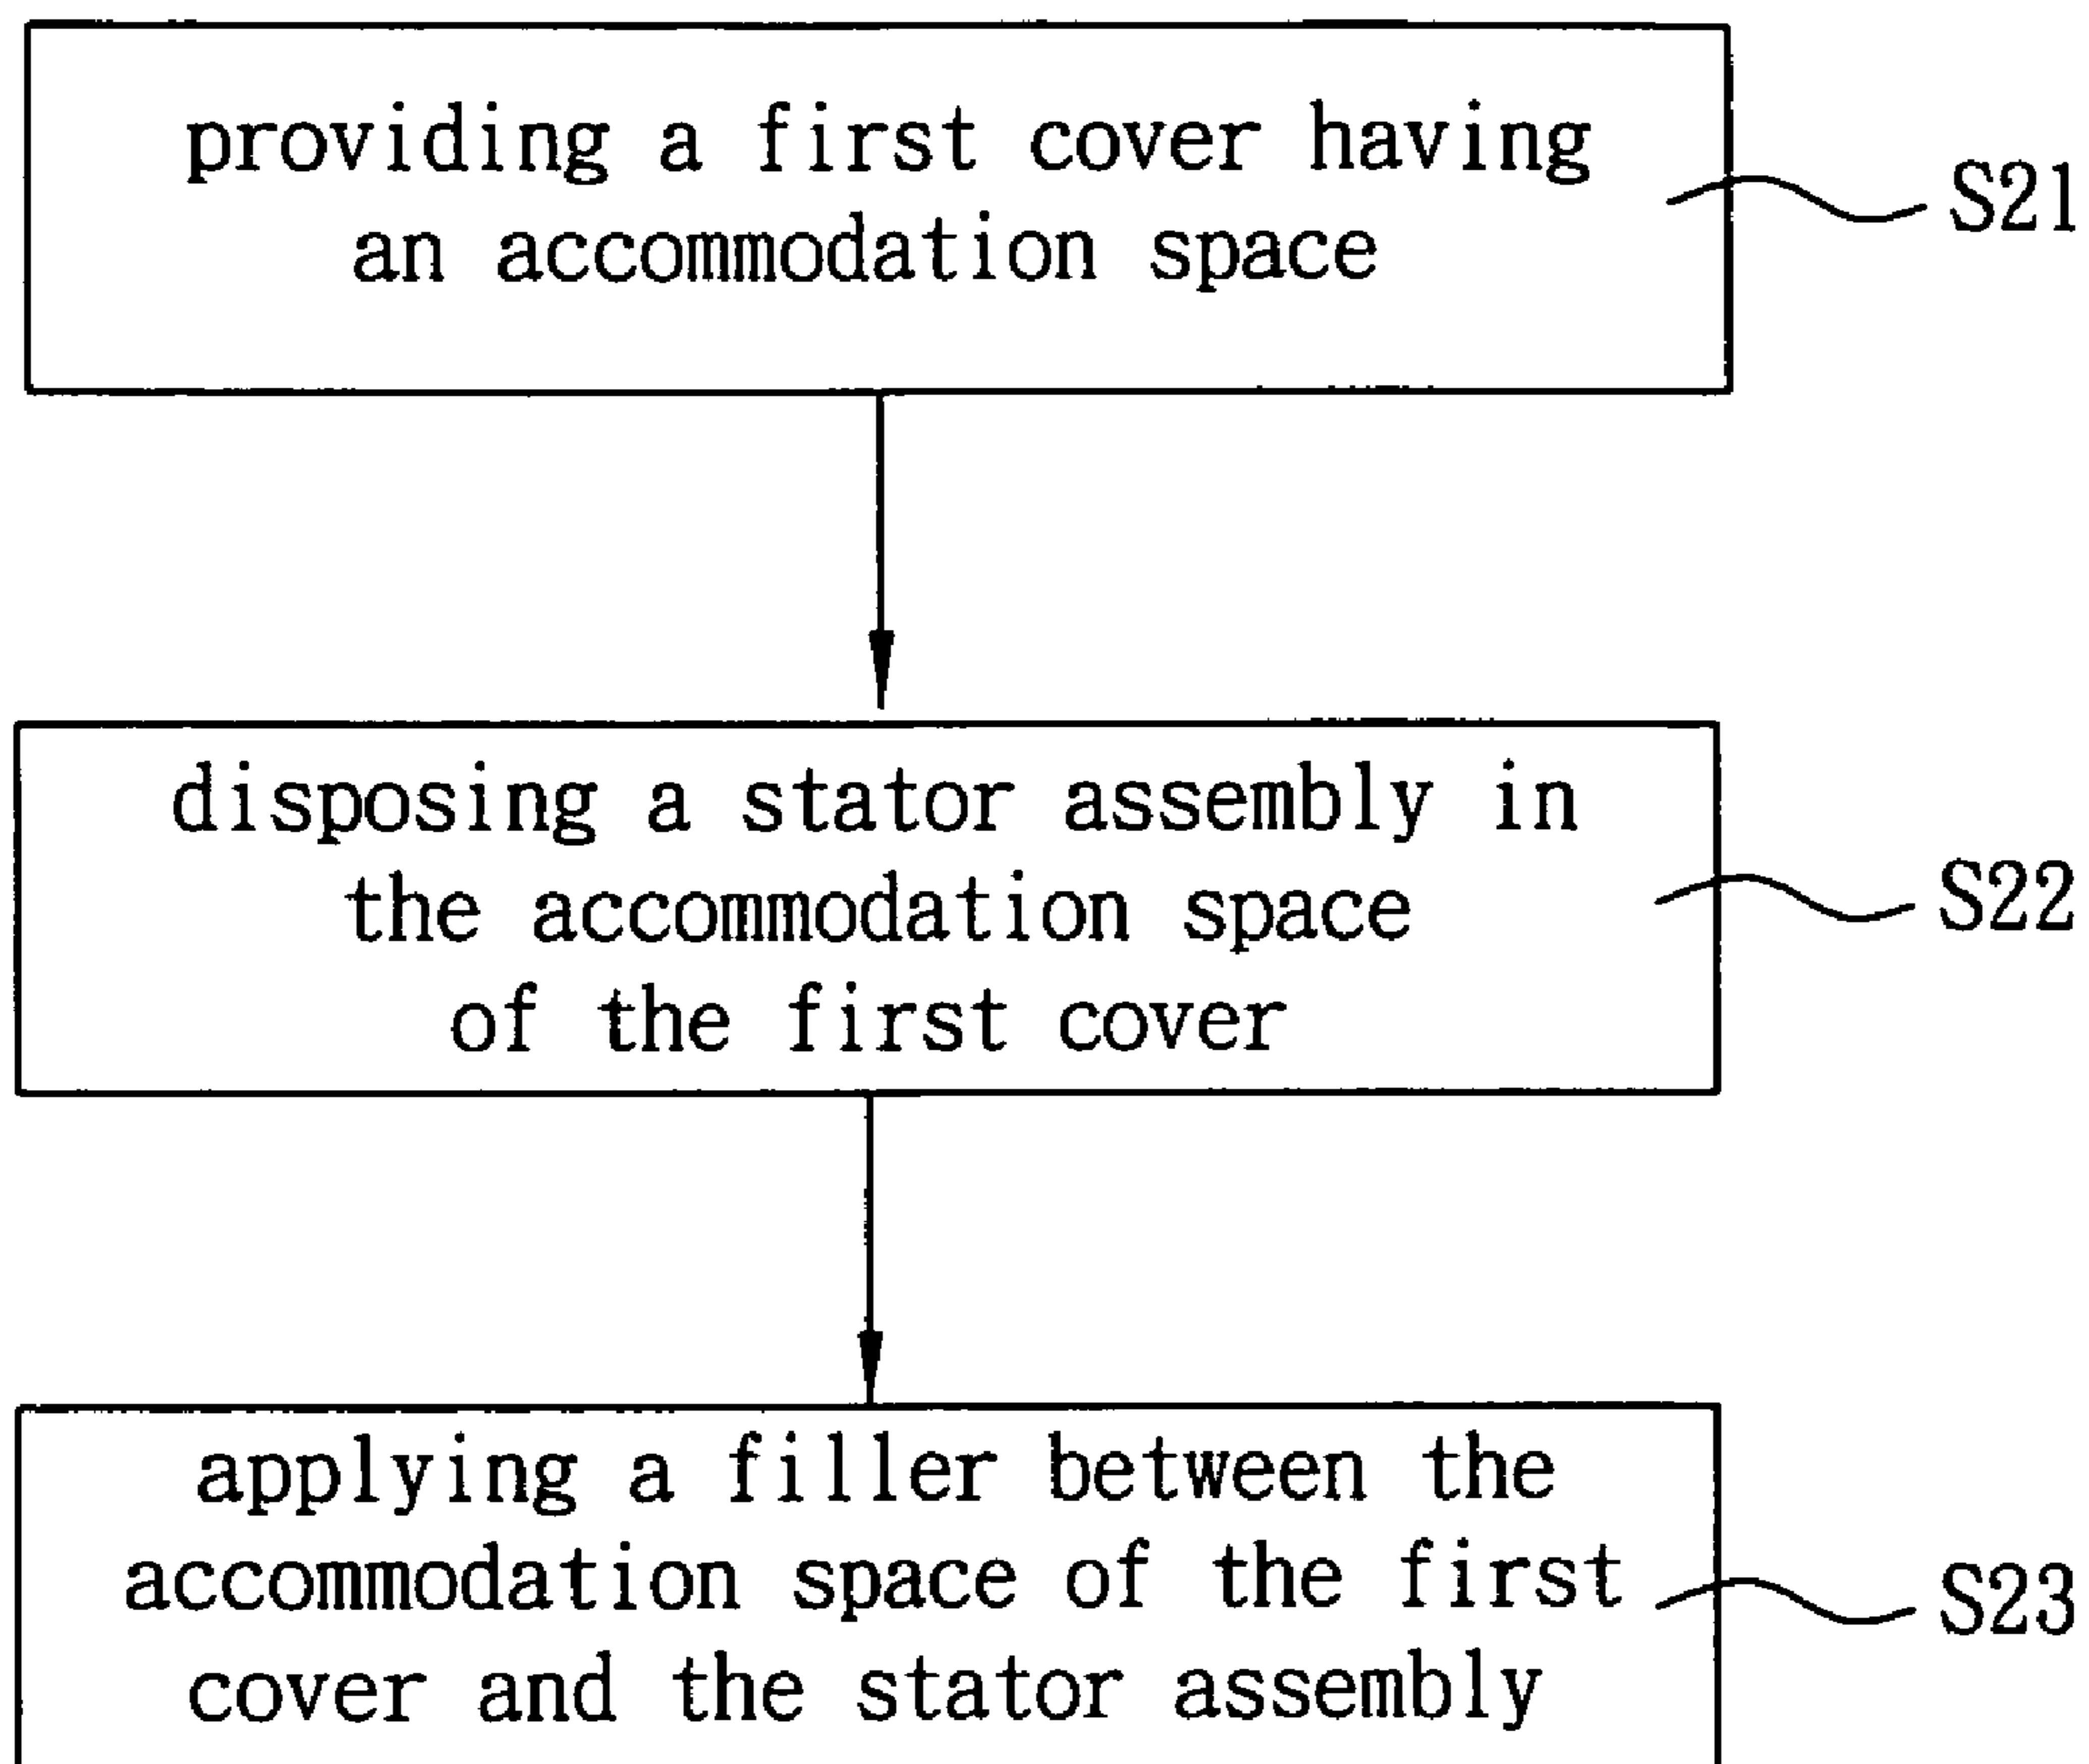 providing a first cover having
an accommodation space
S21
disposing a stator assembly in
the accommodation space
of the first cover
S22
applying a filler between the
accommodation space of the first
cover and the stator assembly
S23